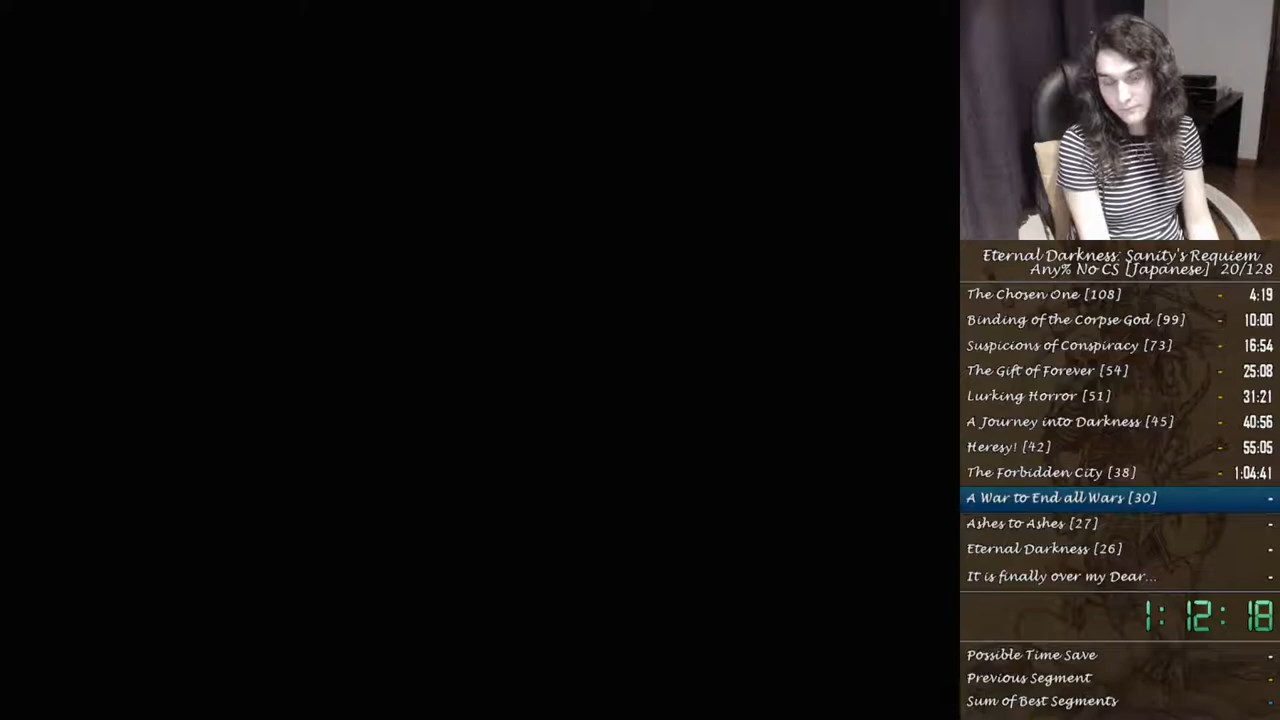 Eternal Darkness: Sanity's Requiem
Any% No CS [Japanese] 20/128
The Chosen One [108] - 4:19
Binding of the Corpse God [99] - 10:00
Suspicions of Conspiracy [73] - 16:54
The Gift of Forever [54] - 25:08
Lurking Horror [51] - 31:21
A Journey into Darkness [45] - 40:56
Heresy! [42] - 55:05
The Forbidden City [38] - 1:04:41
A War to End all Wars [30] -
Ashes to Ashes [27] -
Eternal Darkness [26] -
It is finally over my Dear... -
1:12:18
Possible Time Save -
Previous Segment -
Sum of Best Segments -